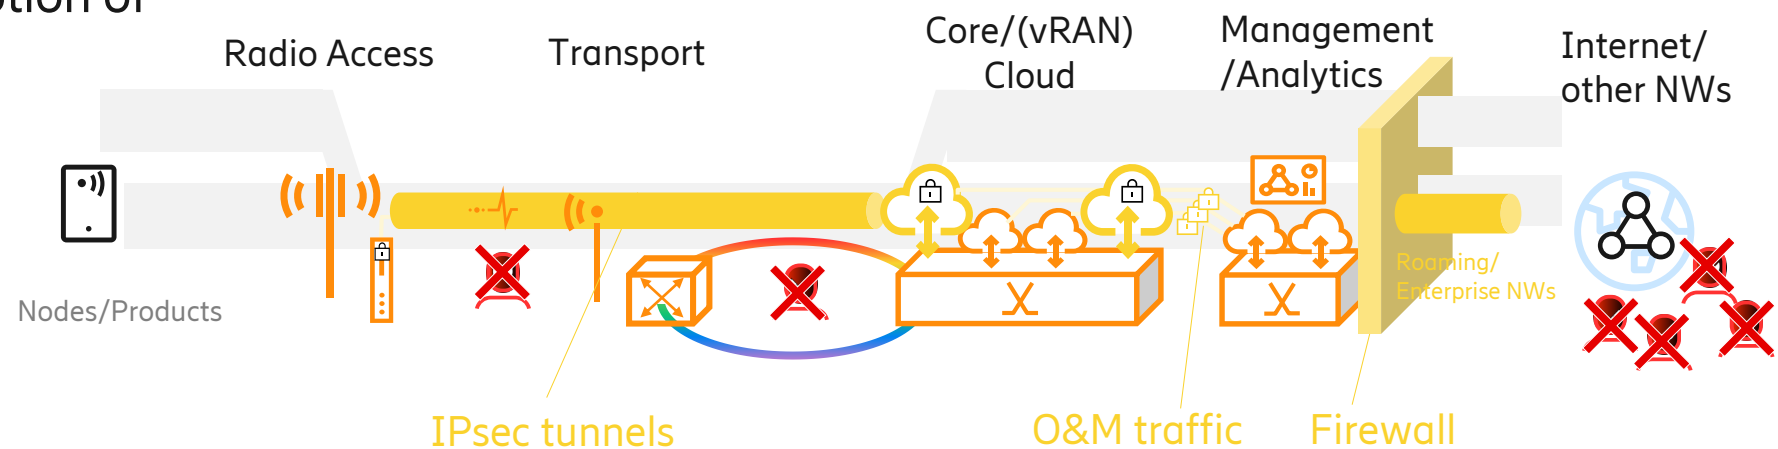 Radio Access
Transport
Core/(vRAN)
Cloud
Management
/Analytics
Internet/
other NWs
Nodes/Products
Roaming/
Enterprise NWs
IPsec tunnels
O&M traffic
Firewall